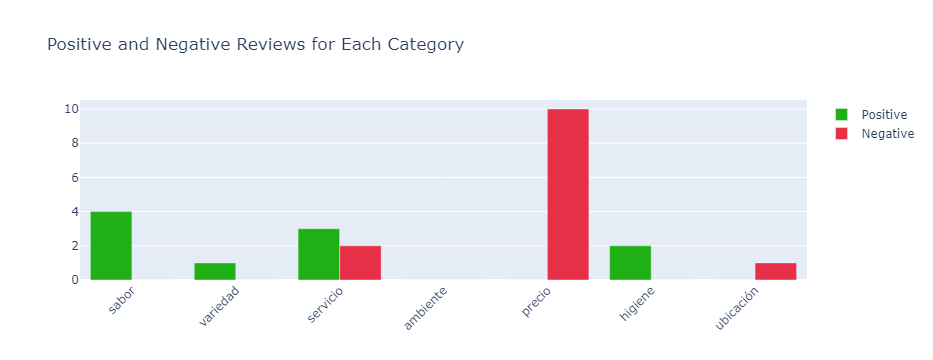 Positive and Negative Reviews for Each Category
10
8
6
4
2
0
sabor
variedad
servicio
ambiente
precio
higiene
ubicación
Positive
Negative